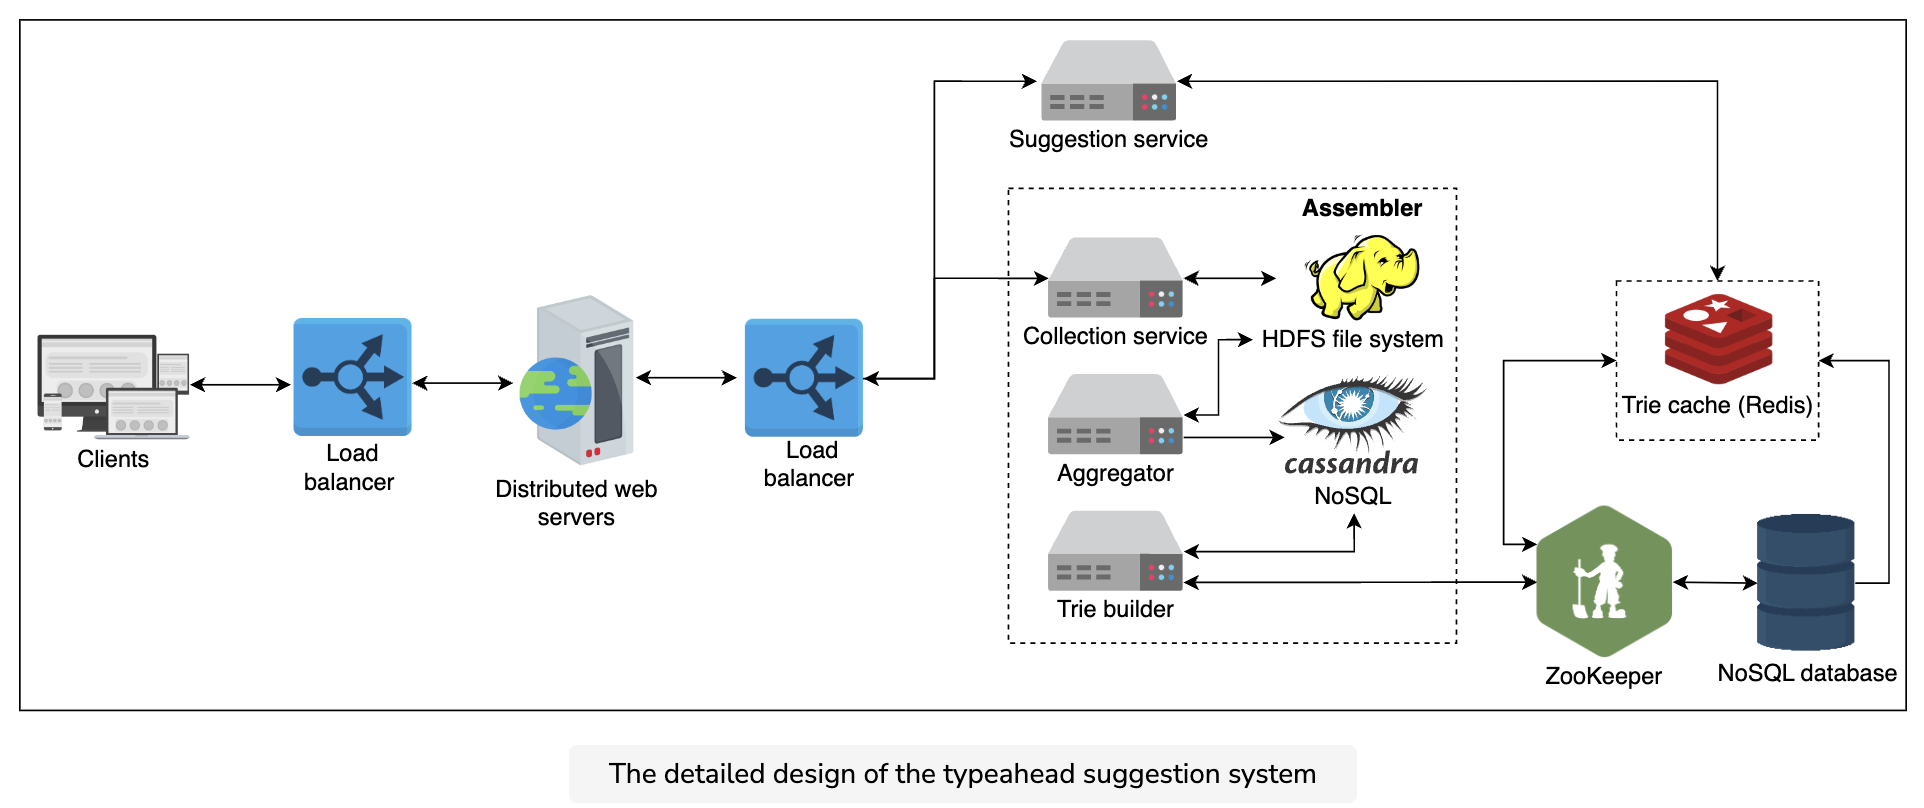 Suggestion service
Assembler
Collection service
HDFS file system
Trie cache (Redis)
Clients
Load
balancer
Distributed web
servers
Load
balancer
Aggregator
cassandra
NoSQL
Trie builder
ZooKeeper
NoSQL database
The detailed design of the typeahead suggestion system